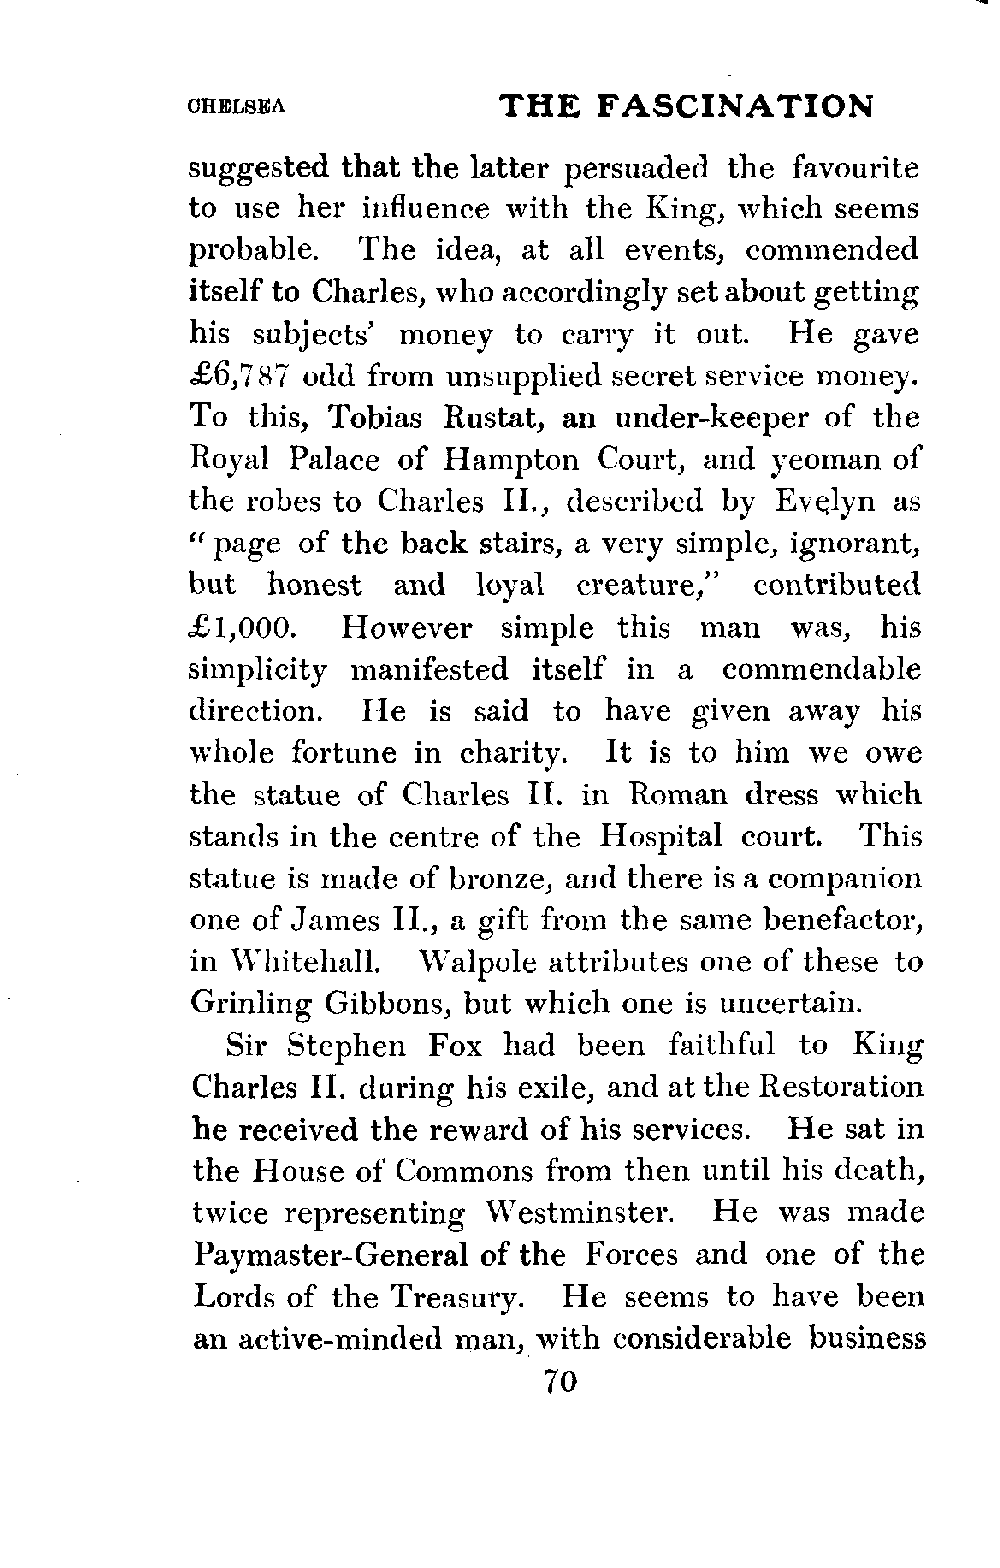 CHELSEA THE FASCINATION
suggested that the latter persuaded the favourite
to use her influence with the King, which seems
probable. The idea, at all events, commended
itself to Charles, who accordingly set about getting
his subjects' money to carry it out. He gave
£6,787 odd from unsupplied secret service money.
To this, Tobias Rustat, an under-keeper of the
Royal Palace of Hampton Court, and yeoman of
the robes to Charles II., described by Evelyn as
“page of the back stairs, a very simple, ignorant,
but honest and loyal creature,” contributed
£1,000. However simple this man was, his
simplicity manifested itself in a commendable
direction. He is said to have given away his
whole fortune in charity. It is to him we owe
the statue of Charles II. in Roman dress which
stands in the centre of the Hospital court. This
statue is made of bronze, and there is a companion
one of James II., a gift from the same benefactor,
in Whitehall. Walpole attributes one of these to
Grinling Gibbons, but which one is uncertain.
Sir Stephen Fox had been faithful to King
Charles II. during his exile, and at the Restoration
he received the reward of his services. He sat in
the House of Commons from then until his death,
twice representing Westminster. He was made
Paymaster-General of the Forces and one of the
Lords of the Treasury. He seems to have been
an active-minded man, with considerable business
70